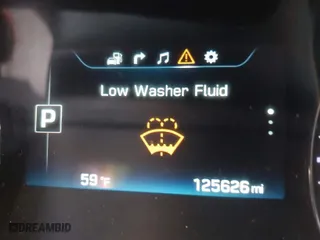 Low Washer Fluid
P
59°F
125626 mi
DREAMDID